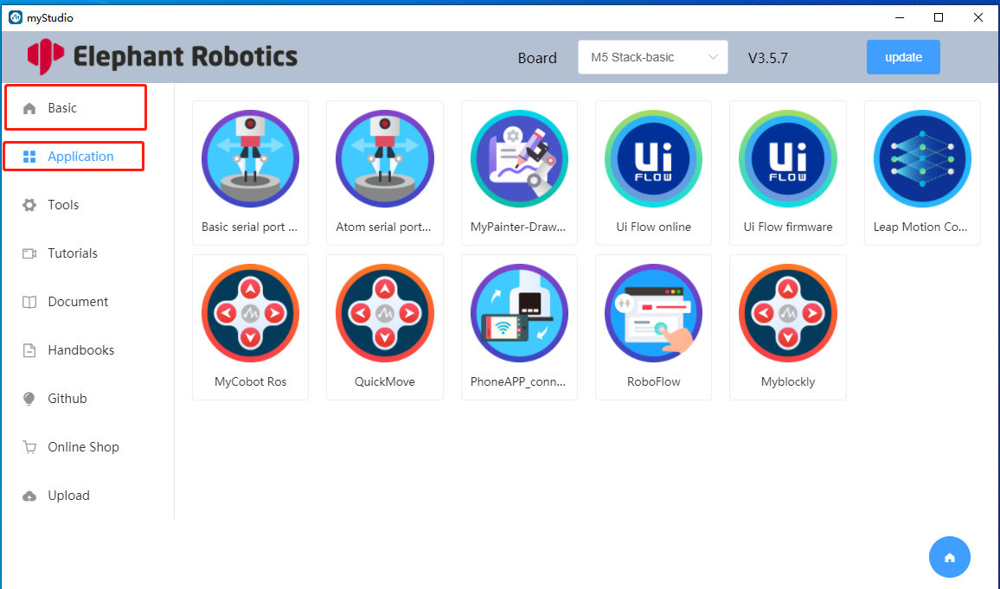 myStudio
Elephant Robotics
Board
M5 Stack-basic
V3.5.7
update
Basic
Application
Tools
Tutorials
Document
Handbooks
Github
Online Shop
Upload
Basic serial port ...
Atom serial port...
MyPainter-Draw...
Ui FLOW
Ui Flow online
Ui FLOW
Ui Flow firmware
Leap Motion Co...
MyCobot Ros
QuickMove
PhoneAPP_conn...
RoboFlow
Myblockly